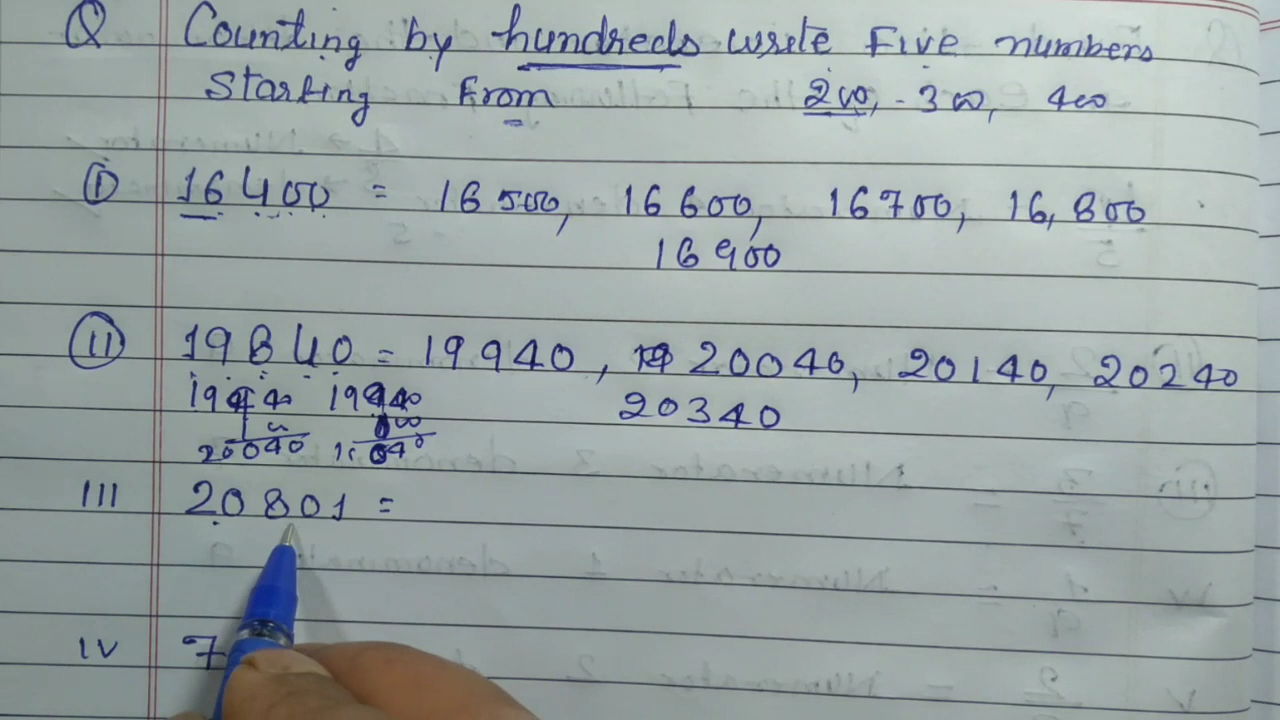 Q Counting by hundreds write Five numbers
Starting From 200, - 300, 400
(I) 16400 = 16500, 16600, 16700, 16,800
16900
(II) 19840 = 19940, 20040, 20140, 20240
20340
20040
III 20801 =
IV 7